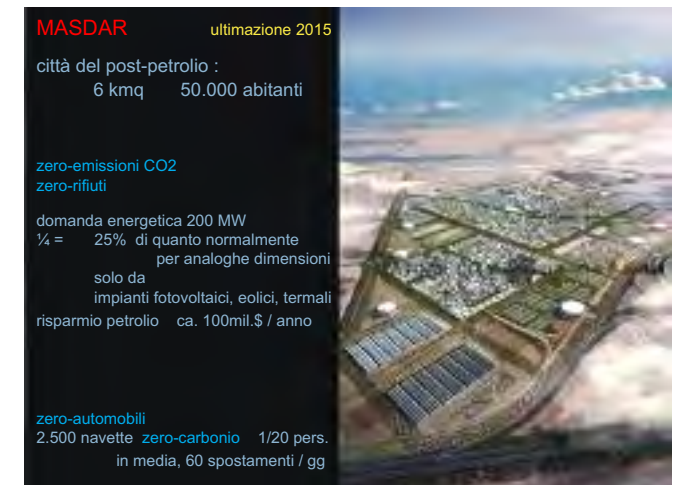 MASDAR ultimazione 2015
città del post-petrolio :
6 kmq 50.000 abitanti
zero-emissioni CO2
zero-rifiuti
domanda energetica 200 MW
¼ = 25% di quanto normalmente
per analoghe dimensioni
solo da
impianti fotovoltaici, eolici, termali
risparmio petrolio ca. 100mil.$ / anno
zero-automobili
2.500 navette zero-carbonio 1/20 pers.
in media, 60 spostamenti / gg